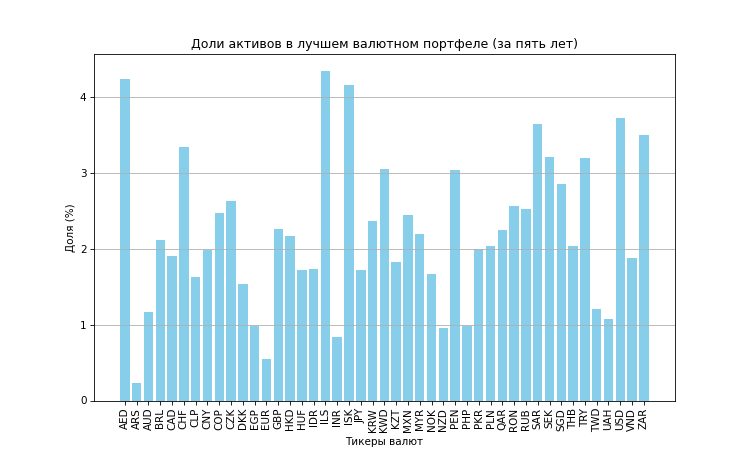 Доли активов в лучшем валютном портфеле (за пять лет)
Доля (%)
4
3
2
1
0
AED ARS AUD BRL CAD CHF CLP CNY COP CZK DKK EGP EUR GBP HKD HUF IDR ILS INR ISK JPY KRW KWD KZT MXN MYR NOK NZD PEN PHP PKR PLN QAR RON RUB SAR SEK SGD THB TRY TWD UAH USD VND ZAR
Тикеры валют